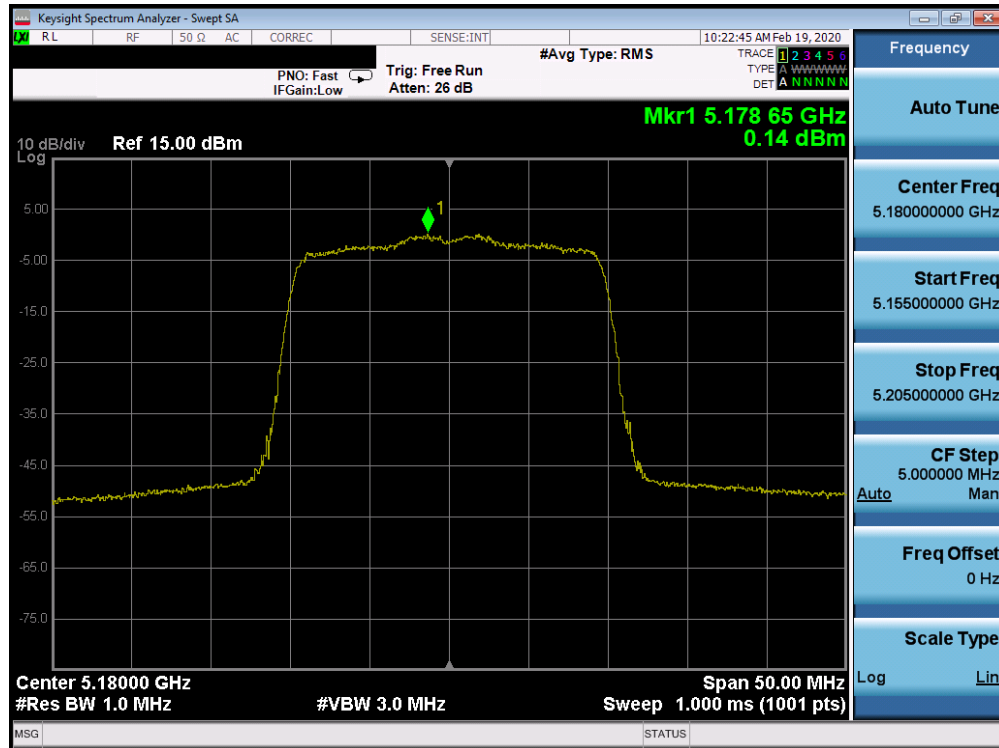 Keysight Spectrum Analyzer - Swept SA
LXI RL RF 50 Ω AC CORREC SENSE:INT 10:22:45 AM Feb 19, 2020
#Avg Type: RMS TRACE 1 2 3 4 5 6
PNO: Fast Trig: Free Run TYPE A WWWWW
IFGain:Low Atten: 26 dB DET A N N N N N
Mkr1 5.178 65 GHz
0.14 dBm
10 dB/div Ref 15.00 dBm
Log
1
5.00
-5.00
-15.0
-25.0
-35.0
-45.0
-55.0
-65.0
-75.0
Center 5.18000 GHz Span 50.00 MHz
#Res BW 1.0 MHz #VBW 3.0 MHz Sweep 1.000 ms (1001 pts)
MSG STATUS
Frequency
Auto Tune
Center Freq
5.180000000 GHz
Start Freq
5.155000000 GHz
Stop Freq
5.205000000 GHz
CF Step
5.000000 MHz
Auto Man
Freq Offset
0 Hz
Scale Type
Log Lin